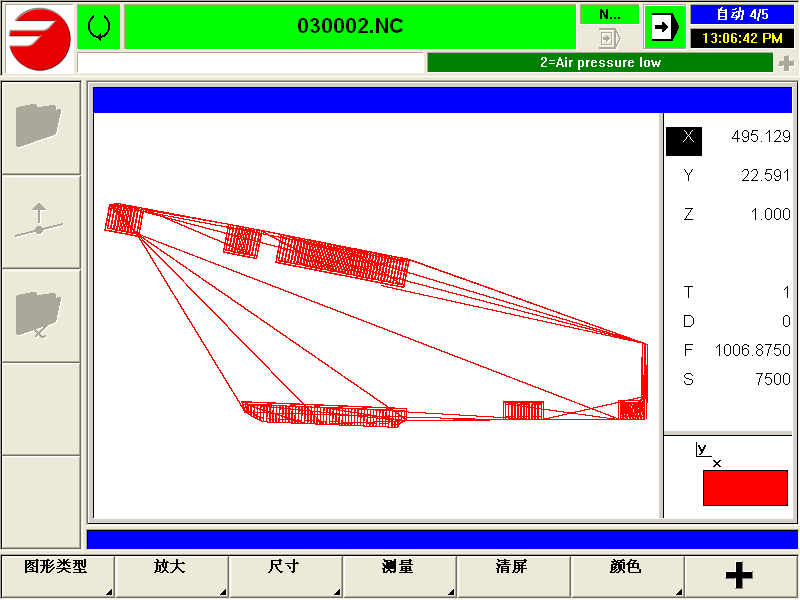 030002.NC
N...
自动 4/5
13:06:42 PM
2=Air pressure low
X 495.129
Y 22.591
Z 1.000
T 1
D 0
F 1006.8750
S 7500
y
x
图形类型 放大 尺寸 测量 清屏 颜色